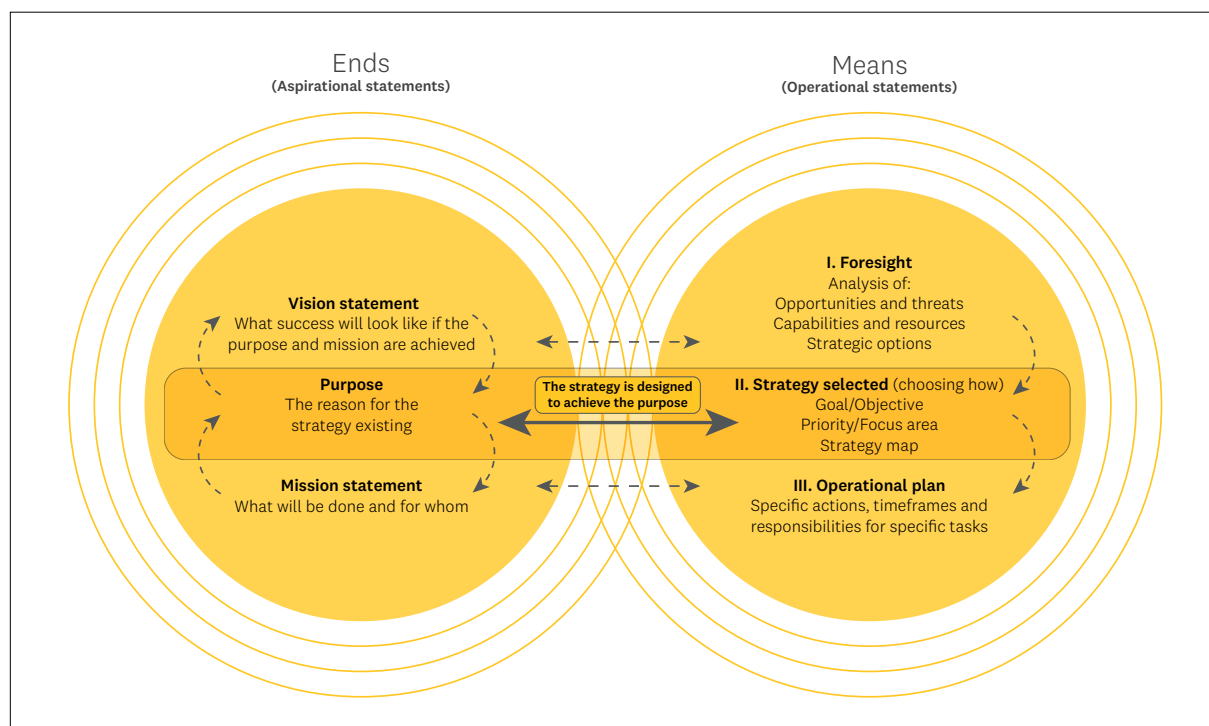 Ends
(Aspirational statements)
Vision statement
What success will look like if the
purpose and mission are achieved
Purpose
The reason for the
strategy existing
Mission statement
What will be done and for whom
The strategy is designed
to achieve the purpose
Means
(Operational statements)
I. Foresight
Analysis of:
Opportunities and threats
Capabilities and resources
Strategic options
II. Strategy selected (choosing how)
Goal/Objective
Priority/Focus area
Strategy map
III. Operational plan
Specific actions, timeframes and
responsibilities for specific tasks